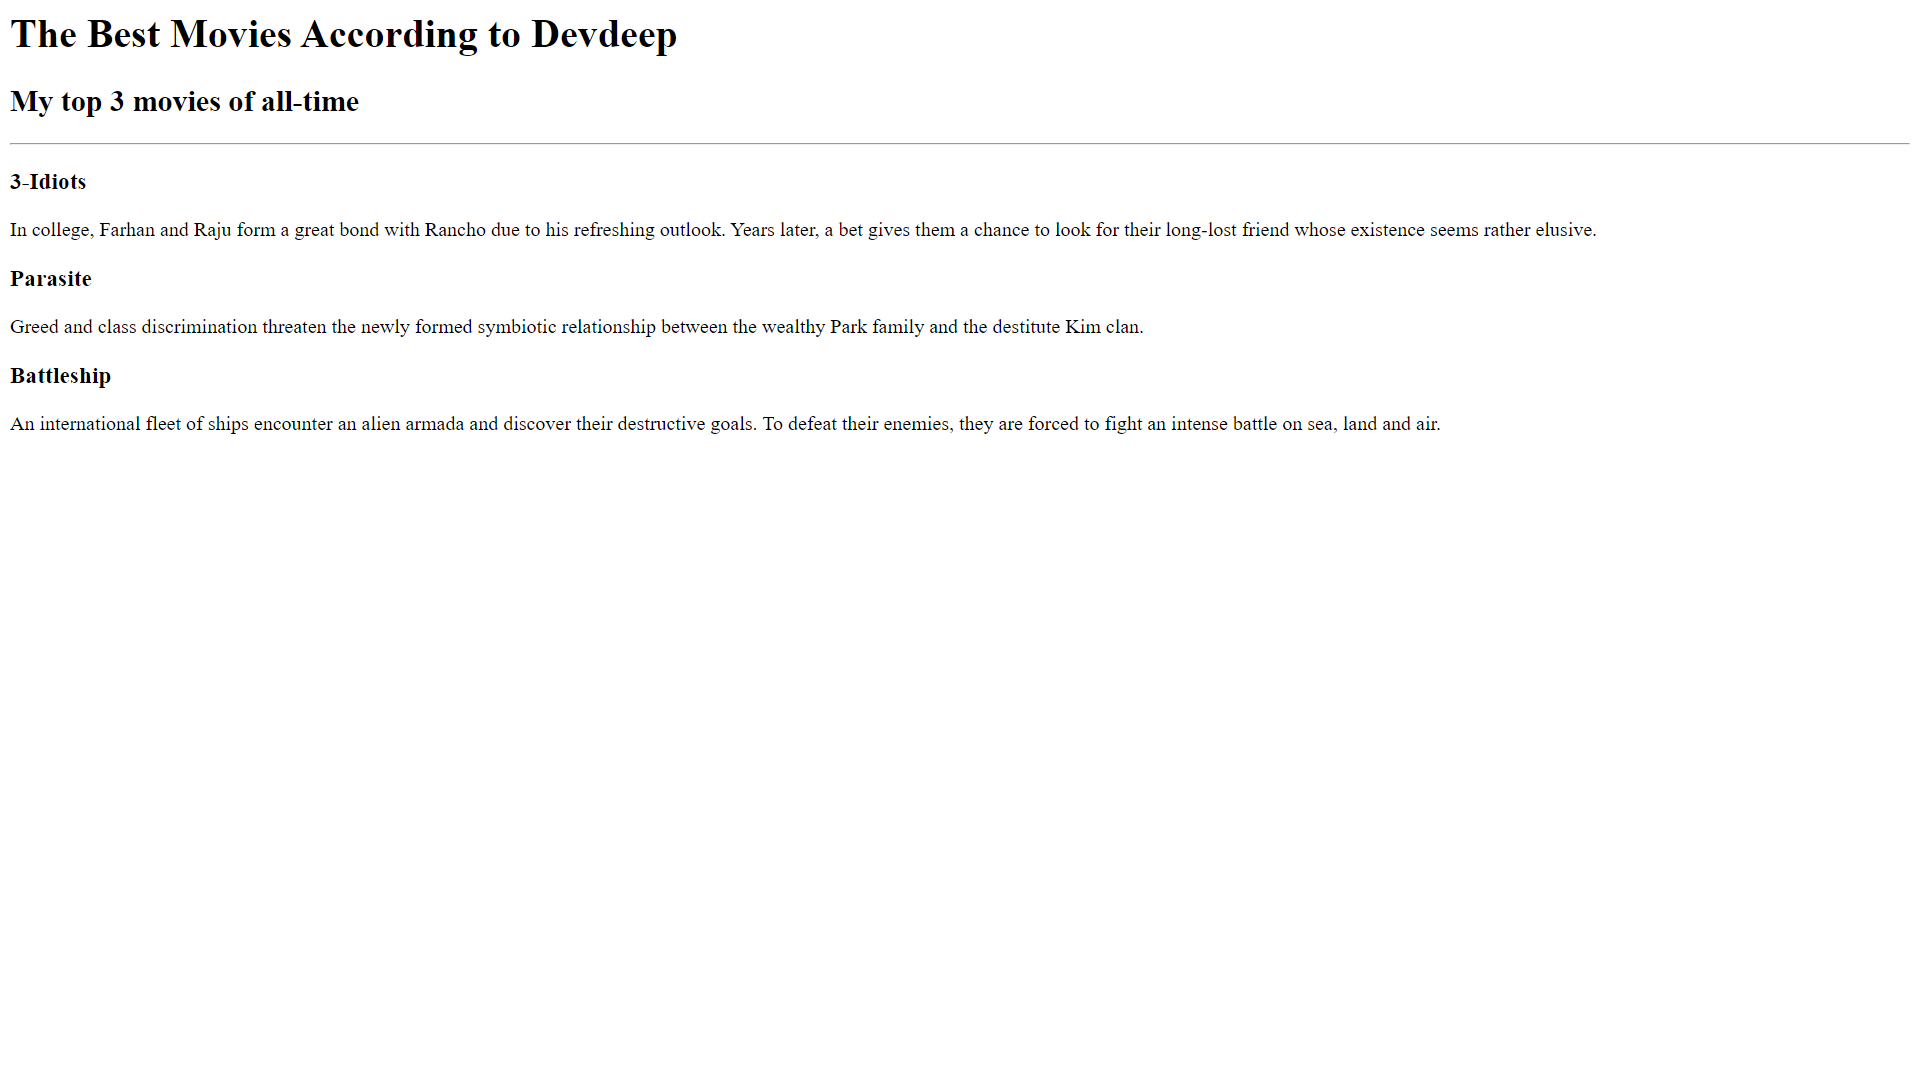 The Best Movies According to Devdeep
My top 3 movies of all-time
3-Idiots
In college, Farhan and Raju form a great bond with Rancho due to his refreshing outlook. Years later, a bet gives them a chance to look for their long-lost friend whose existence seems rather elusive.
Parasite
Greed and class discrimination threaten the newly formed symbiotic relationship between the wealthy Park family and the destitute Kim clan.
Battleship
An international fleet of ships encounter an alien armada and discover their destructive goals. To defeat their enemies, they are forced to fight an intense battle on sea, land and air.